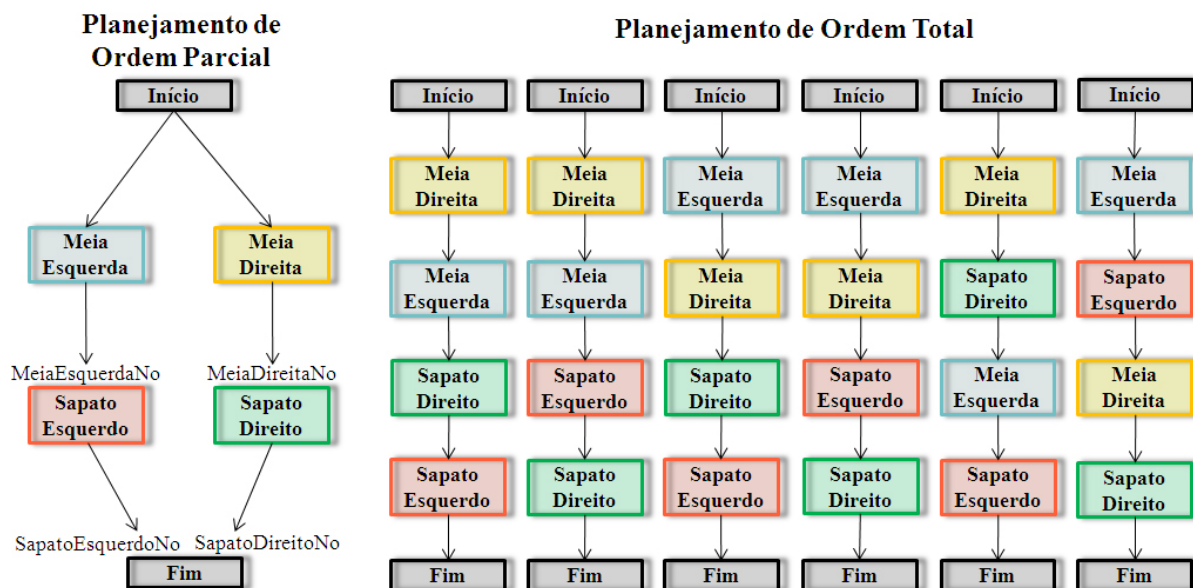 Planejamento de
Ordem Parcial
Início
Meia
Esquerda
Meia
Direita
MeiaEsquerdaNo
MeiaDireitaNo
Sapato
Esquerdo
Sapato
Direito
SapatoEsquerdoNo
SapatoDireitoNo
Fim
Planejamento de Ordem Total
Início
Meia
Direita
Meia
Esquerda
Sapato
Direito
Sapato
Esquerdo
Fim
Início
Meia
Direita
Meia
Esquerda
Sapato
Esquerdo
Sapato
Direito
Fim
Início
Meia
Esquerda
Meia
Direita
Sapato
Direito
Sapato
Esquerdo
Fim
Início
Meia
Esquerda
Meia
Direita
Sapato
Esquerdo
Sapato
Direito
Fim
Início
Meia
Direita
Sapato
Direito
Meia
Esquerda
Sapato
Esquerdo
Fim
Início
Meia
Esquerda
Sapato
Esquerdo
Meia
Direita
Sapato
Direito
Fim